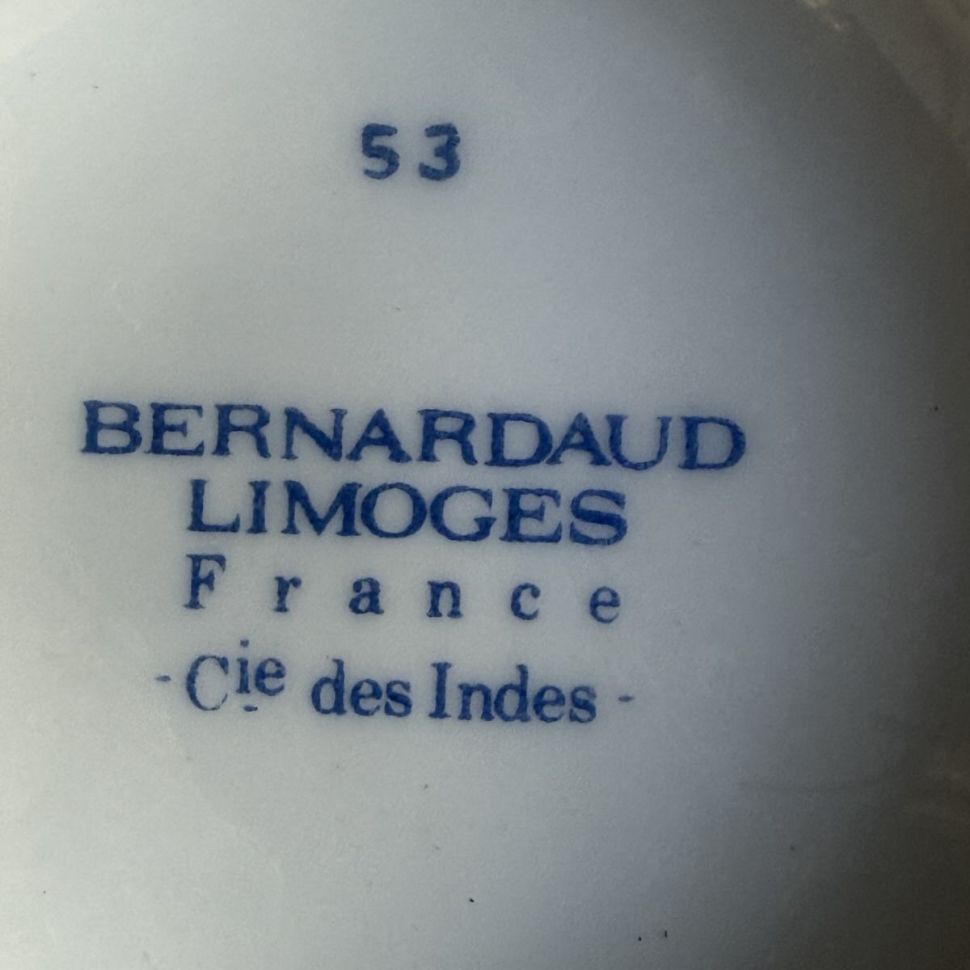 53
BERNARDAUD
LIMOGES
France
-Cie des Indes-